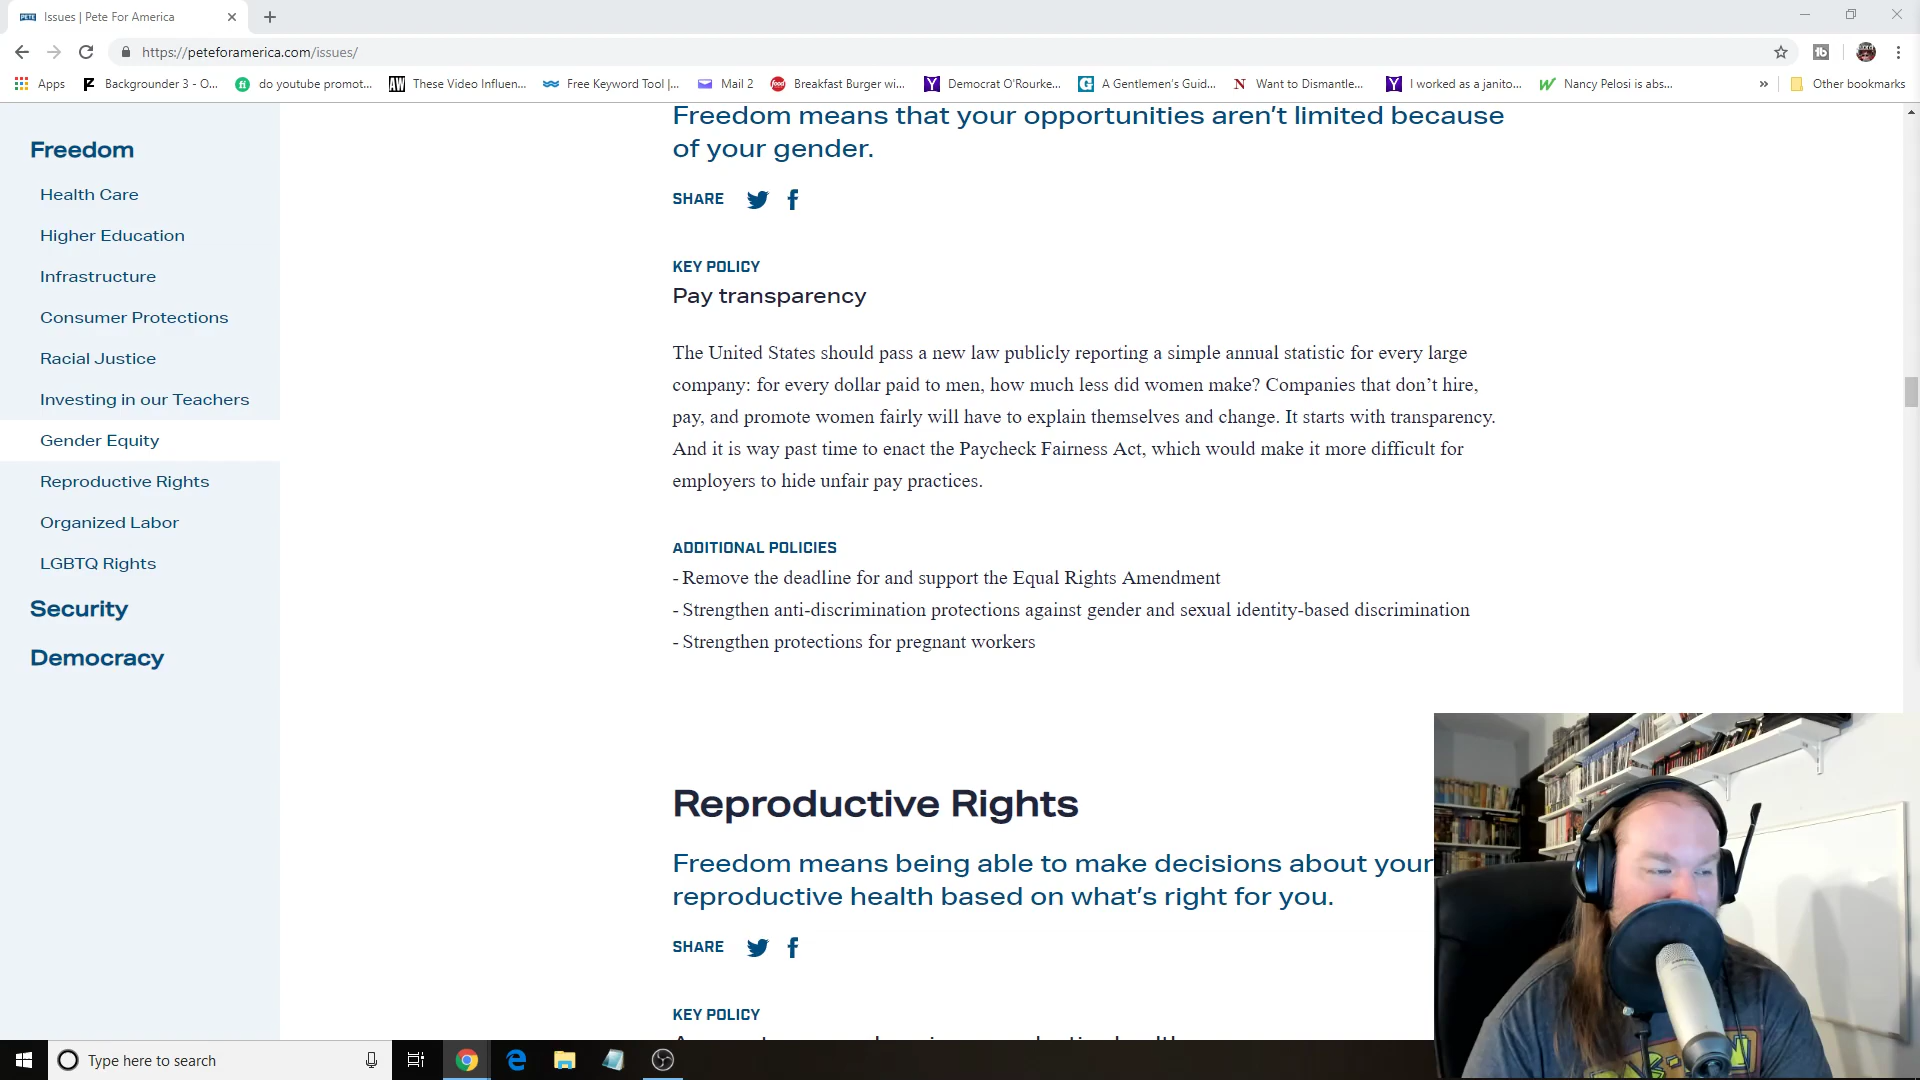 PETE
Issues | Pete For America
https://peteforamerica.com/issues/
Apps
Backgrounder 3 - O...
do youtube promot...
These Video Influen...
Free Keyword Tool |...
Mail 2
Breakfast Burger wi...
Democrat O'Rourke...
A Gentlemen's Guid...
Want to Dismantle...
I worked as a janito...
Nancy Pelosi is abs...
»
Other bookmarks
Freedom
Health Care
Higher Education
Infrastructure
Consumer Protections
Racial Justice
Investing in our Teachers
Gender Equity
Reproductive Rights
Organized Labor
LGBTQ Rights
Security
Democracy
Freedom means that your opportunities aren't limited because
of your gender.
SHARE
KEY POLICY
Pay transparency
The United States should pass a new law publicly reporting a simple annual statistic for every large
company: for every dollar paid to men, how much less did women make? Companies that don't hire,
pay, and promote women fairly will have to explain themselves and change. It starts with transparency.
And it is way past time to enact the Paycheck Fairness Act, which would make it more difficult for
employers to hide unfair pay practices.
ADDITIONAL POLICIES
- Remove the deadline for and support the Equal Rights Amendment
- Strengthen anti-discrimination protections against gender and sexual identity-based discrimination
- Strengthen protections for pregnant workers
Reproductive Rights
Freedom means being able to make decisions about your
reproductive health based on what's right for you.
SHARE
KEY POLICY
Type here to search